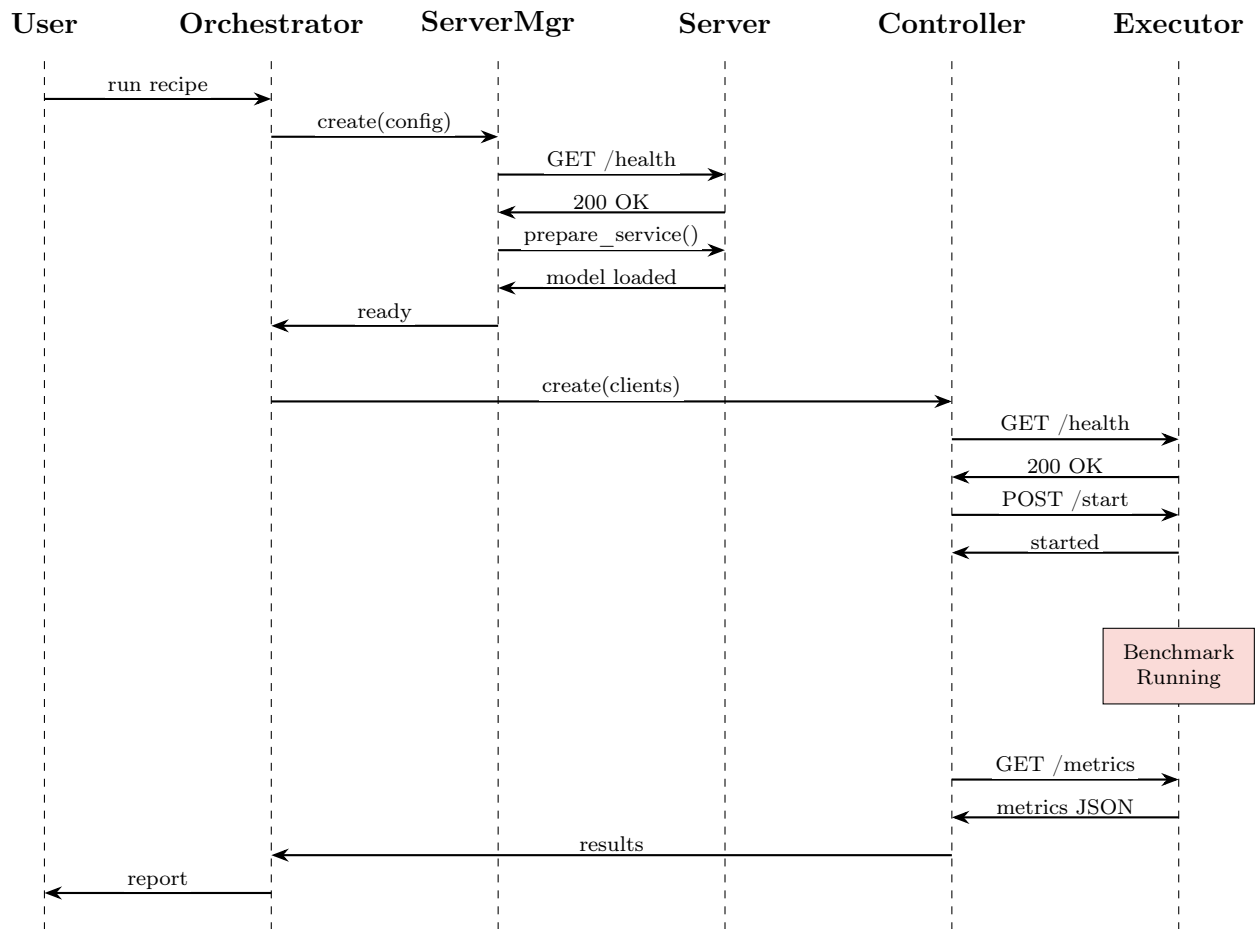 User
Orchestrator
ServerMgr
Server
Controller
Executor
run recipe
create(config)
GET /health
200 OK
prepare_service()
model loaded
ready
create(clients)
GET /health
200 OK
POST /start
started
Benchmark
Running
GET /metrics
metrics JSON
results
report